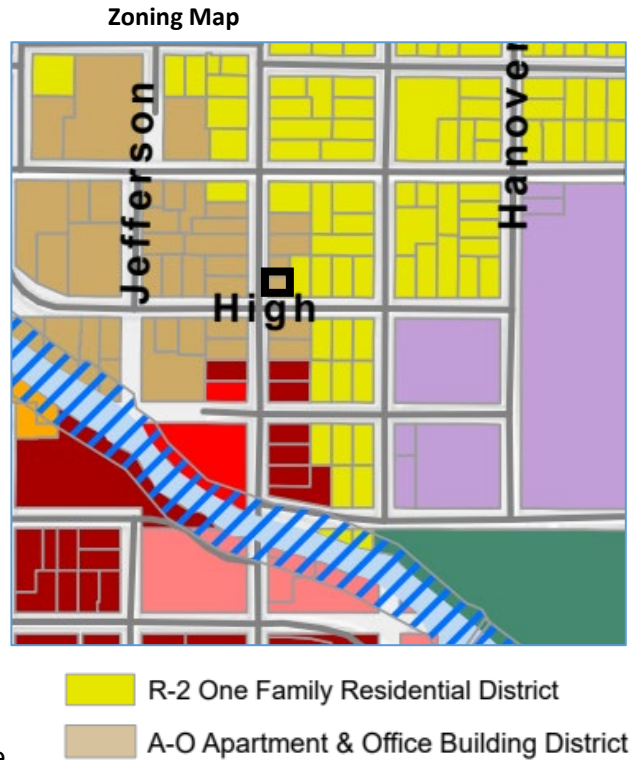 Zoning Map
Jefferson
Hanover
High
R-2 One Family Residential District
A-O Apartment & Office Building District